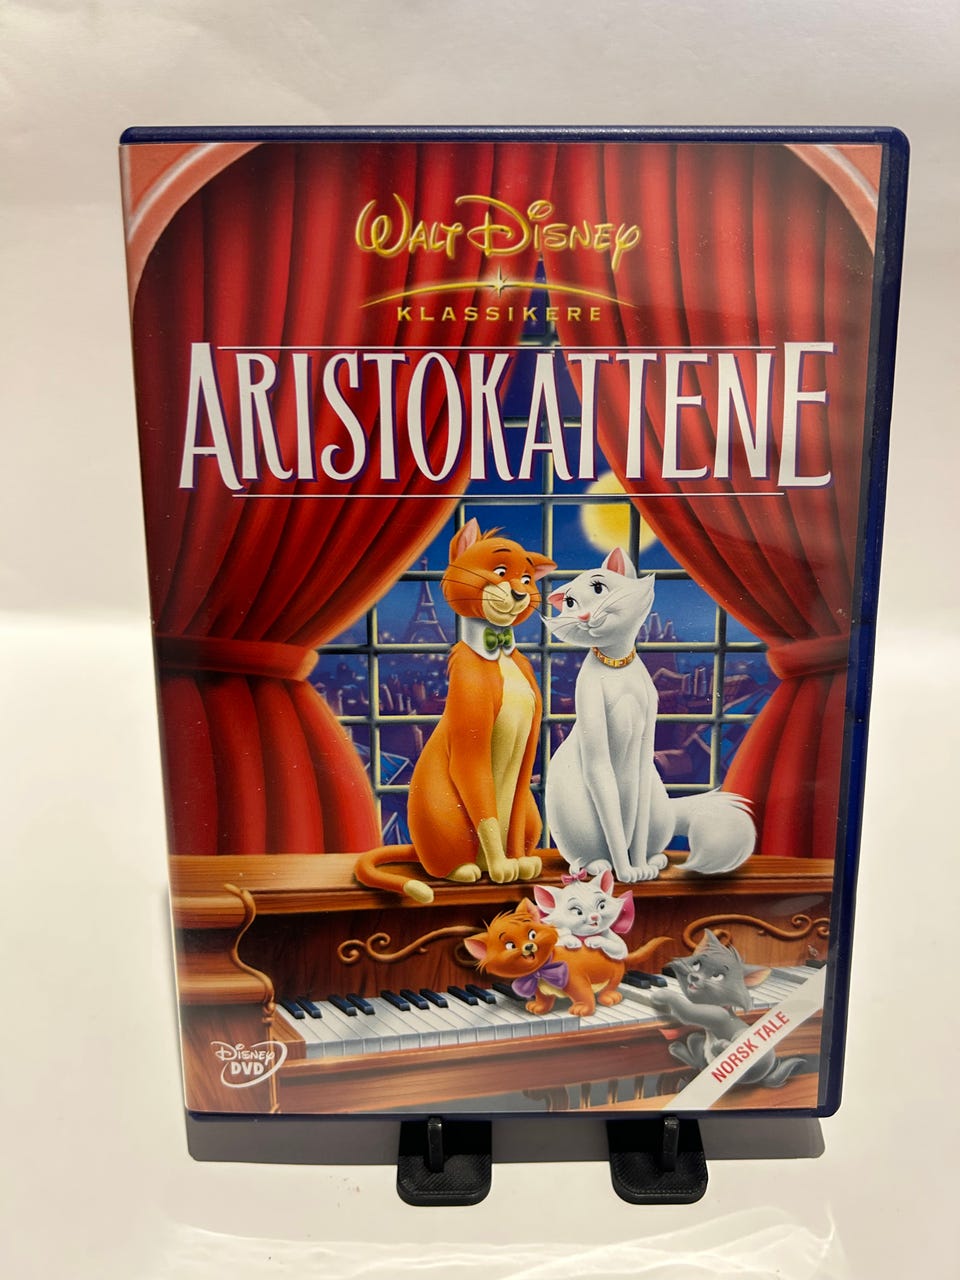 WALT DISNEY
KLASSIKERE
ARISTOKATTENE
DISNEY
DVD
NORSK TALE